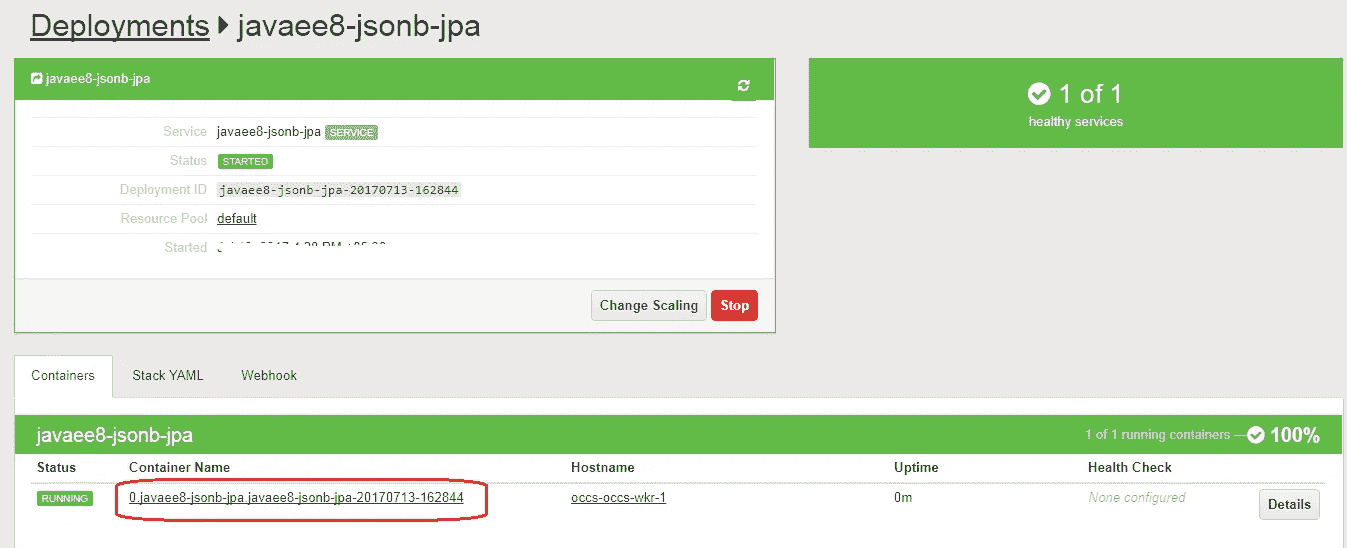 Deployments javaee8-jsonb-jpa
javaee8-jsonb-jpa
Service javaee8-jsonb-jpa SERVICE
Status STARTED
Deployment ID javaee8-jsonb-jpa-20170713-162844
Resource Pool default
Started
Change Scaling Stop
1 of 1
healthy services
Containers Stack YAML Webhook
javaee8-jsonb-jpa 1 of 1 running containers 100%
Status Container Name Hostname Uptime Health Check
RUNNING 0.javaee8-jsonb-jpa.javaee8-jsonb-jpa-20170713-162844 occs-occs-wkr-1 0m None configured Details